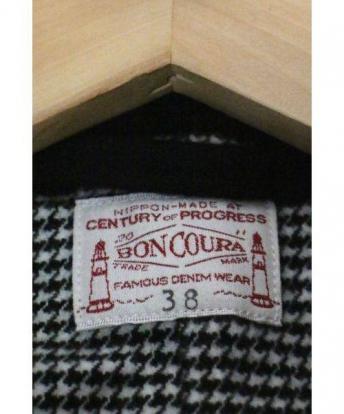 NIPPON-MADE AT
CENTURY OF PROGRESS
BONCOURA
TRADE MARK
FAMOUS DENIM WEAR
38